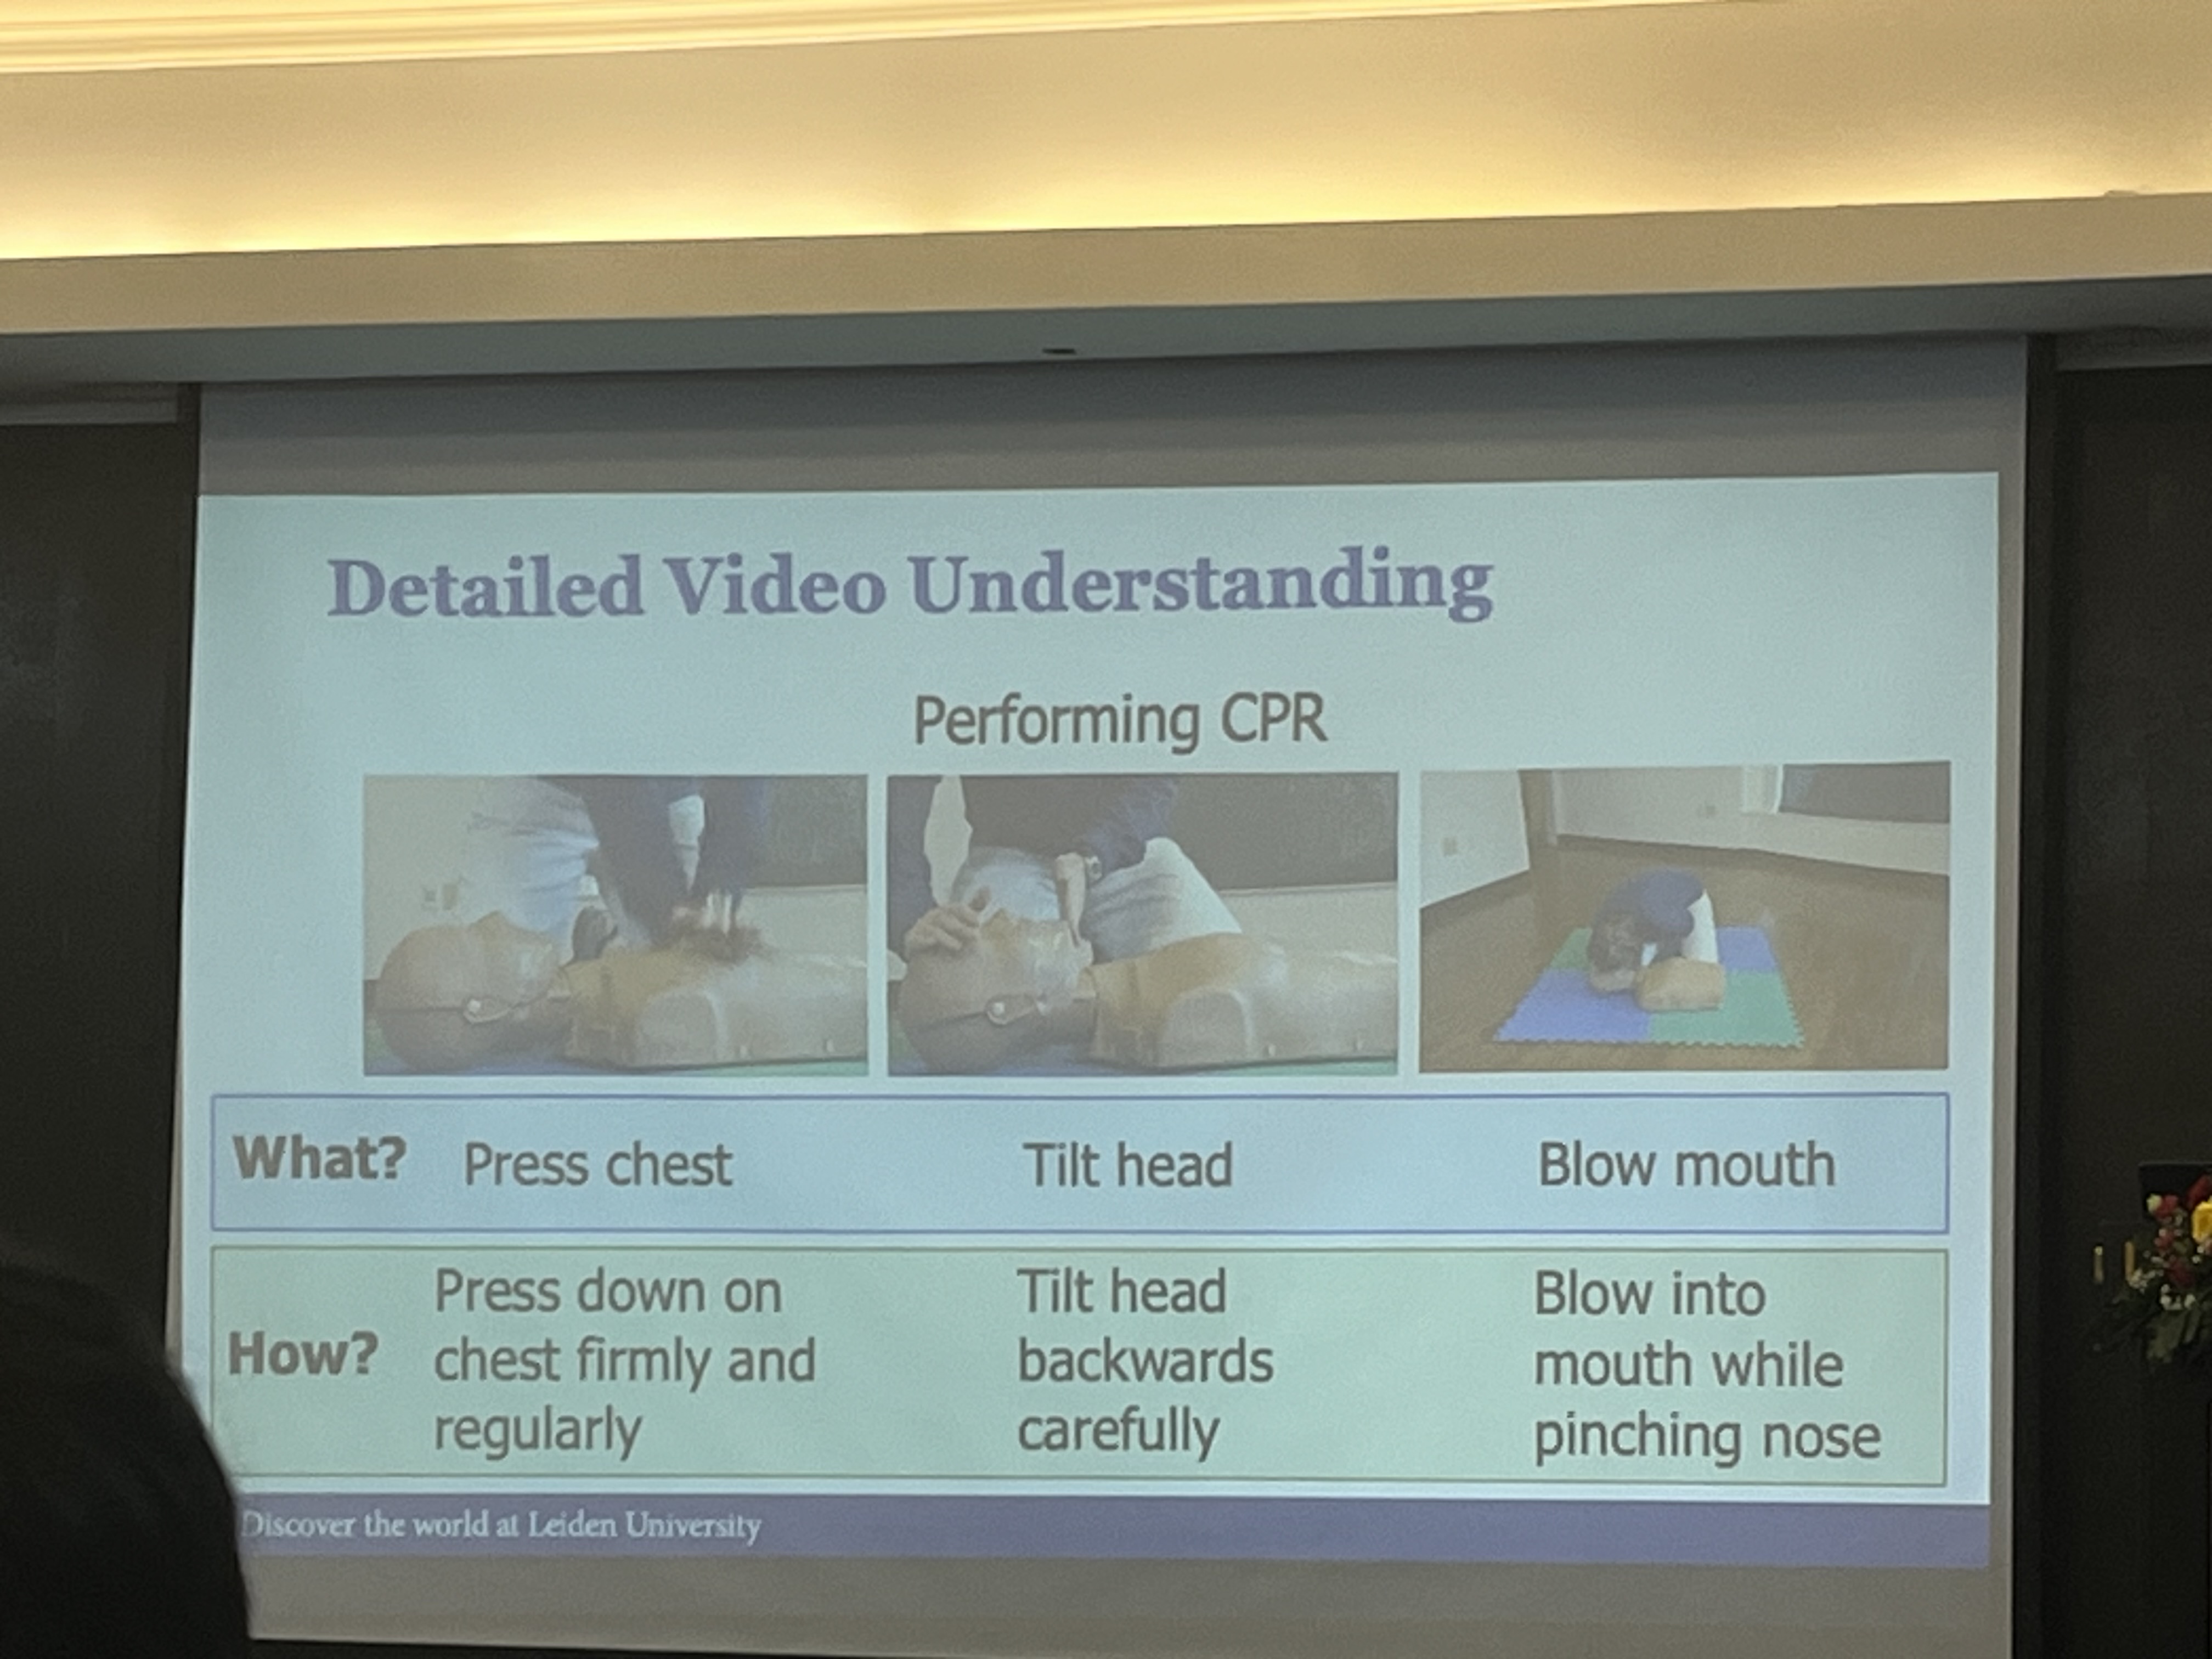 Detailed Video Understanding
Performing CPR
What? Press chest Tilt head Blow mouth
How?
Press down on
chest firmly and
regularly
Tilt head
backwards
carefully
Blow into
mouth while
pinching nose
Discover the world at Leiden University